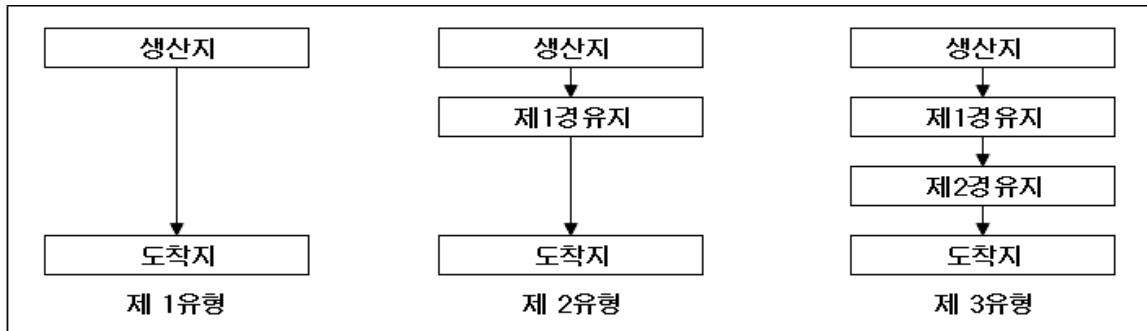 생산지
생산지
생산지
제1경유지
제1경유지
제2경유지
도착지
도착지
도착지
제 1유형
제 2유형
제 3유형